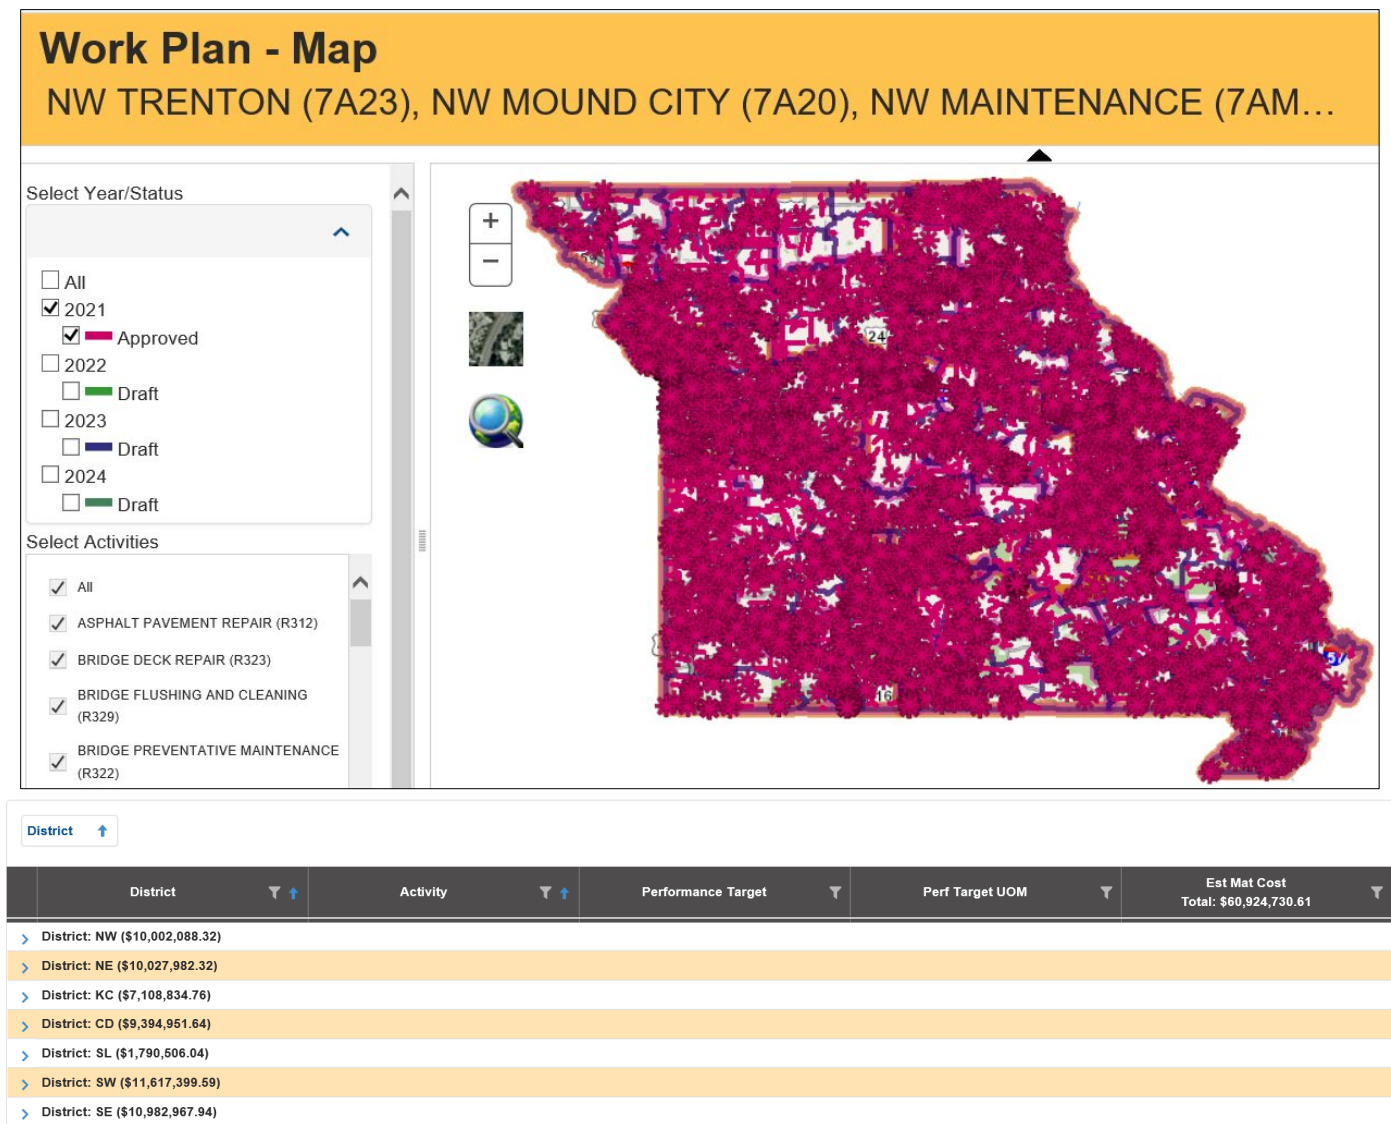 Work Plan - Map
NW TRENTON (7A23), NW MOUND CITY (7A20), NW MAINTENANCE (7AM...
Select Year/Status
All
2021
Approved
2022
Draft
2023
Draft
2024
Draft
Select Activities
All
ASPHALT PAVEMENT REPAIR (R312)
BRIDGE DECK REPAIR (R323)
BRIDGE FLUSHING AND CLEANING
(R329)
BRIDGE PREVENTATIVE MAINTENANCE
(R322)
+
−
24
16
District
District
Activity
Performance Target
Perf Target UOM
Est Mat Cost
Total: $60,924,730.61
District: NW ($10,002,088.32)
District: NE ($10,027,982.32)
District: KC ($7,108,834.76)
District: CD ($9,394,951.64)
District: SL ($1,790,506.04)
District: SW ($11,617,399.59)
District: SE ($10,982,967.94)